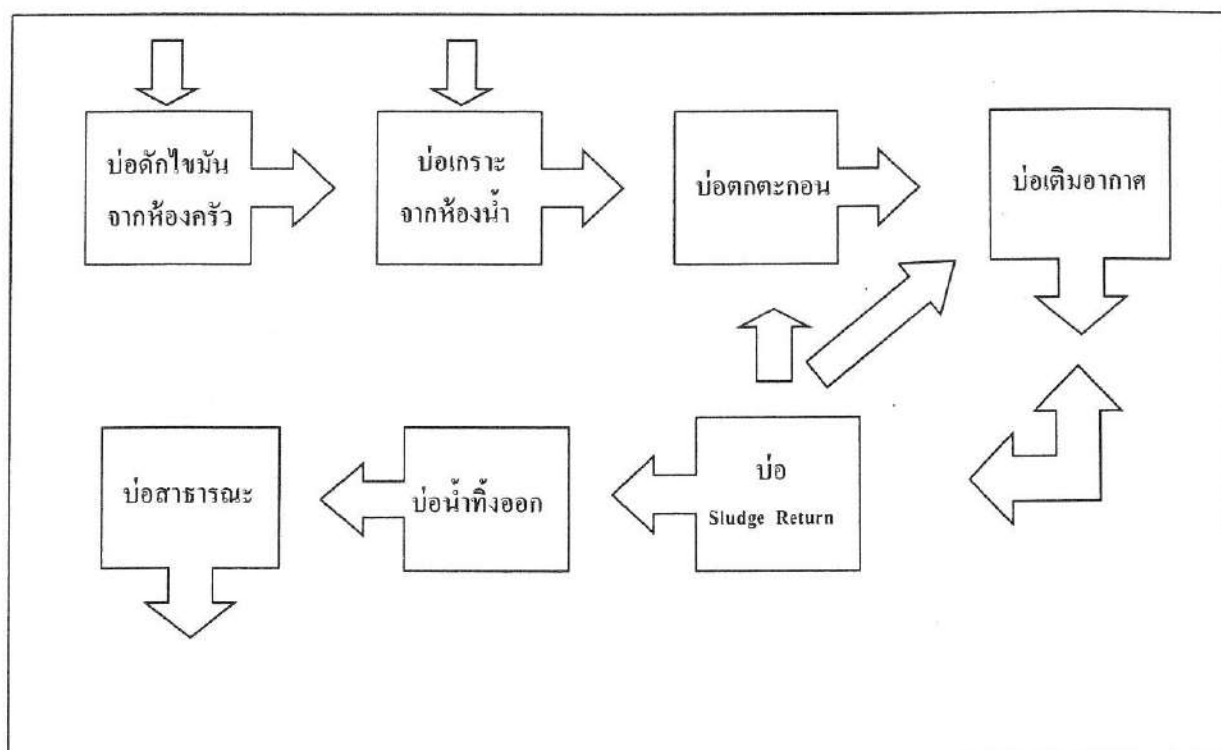 บ่อดักไขมัน
จากห้องครัว
บ่อเกราะ
จากห้องน้ำ
บ่อตกตะกอน
บ่อเติมอากาศ
บ่อสาธารณะ
บ่อน้ำทิ้งออก
บ่อ
Sludge Return